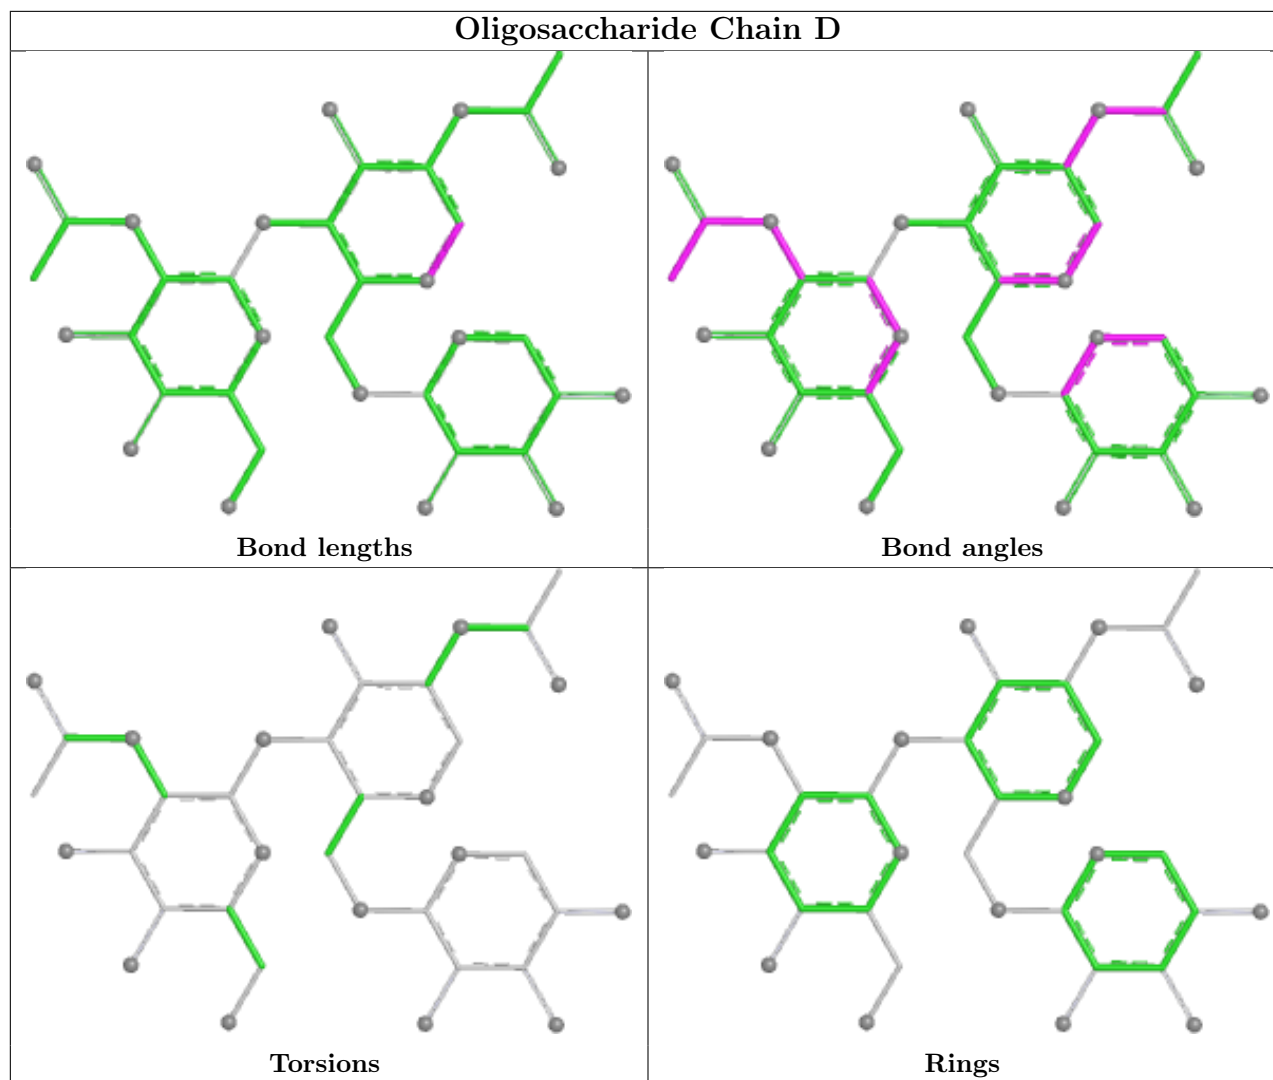 Oligosaccharide Chain D
Bond lengths
Bond angles
Torsions
Rings